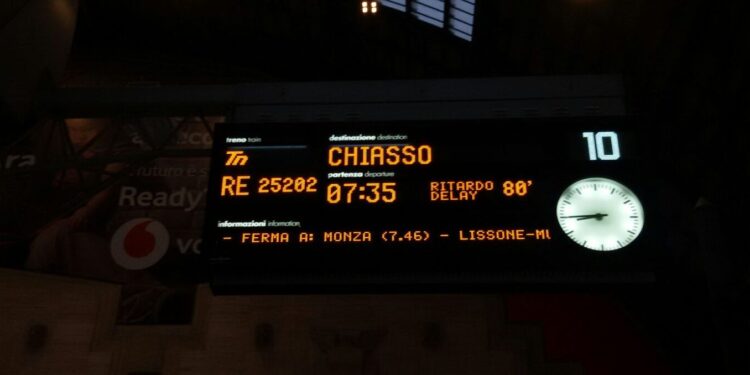 treno train
destinazione destination
10
Tn
CHIASSO
partenza departure
RE 25202
07:35
RITARDO
DELAY
80'
informazioni information
- FERMA A: MONZA (7.46) - LISSONE-MU
Ready?